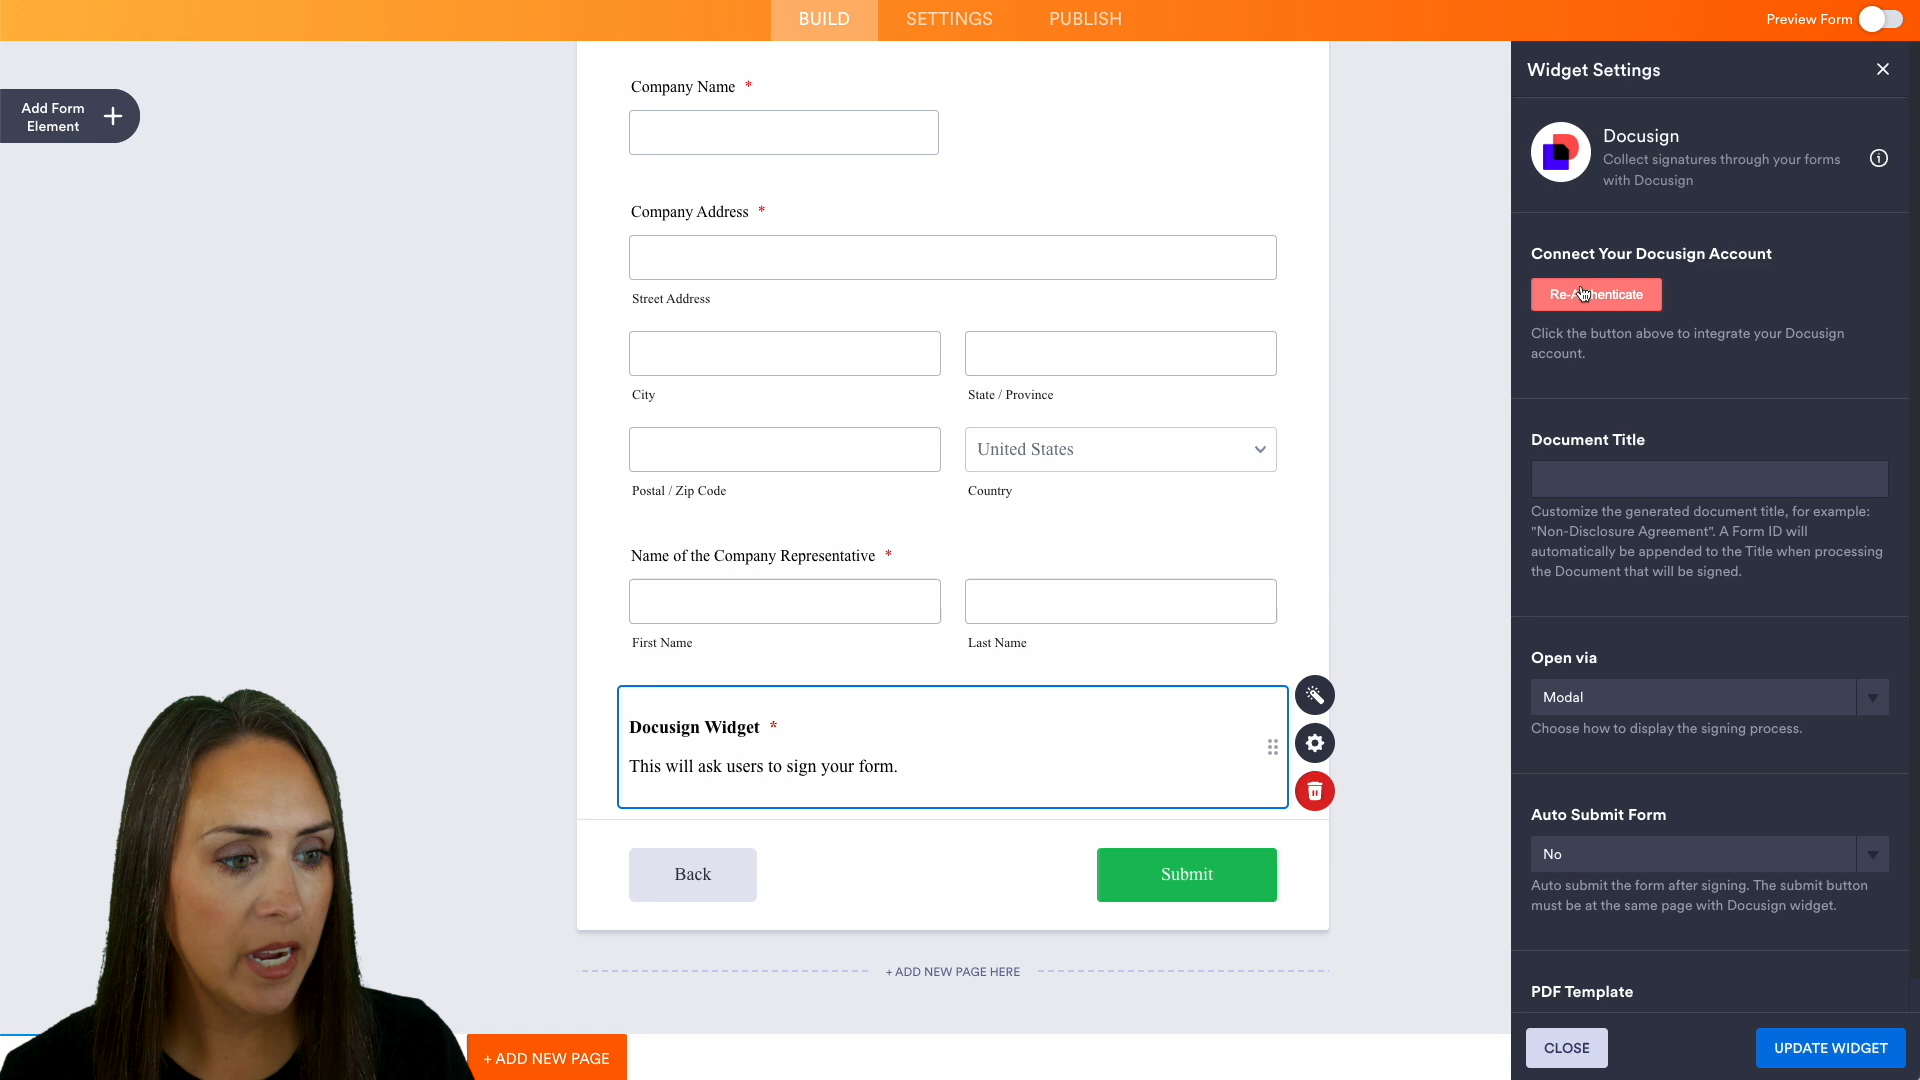 BUILD
SETTINGS
PUBLISH
Preview Form
Add Form
Element
Company Name *
Company Address *
Street Address
City
State / Province
United States
Postal / Zip Code
Country
Name of the Company Representative *
First Name
Last Name
Docusign Widget *
This will ask users to sign your form.
Back
Submit
+ ADD NEW PAGE HERE
+ ADD NEW PAGE
Widget Settings
Docusign
Collect signatures through your forms
with Docusign
Connect Your Docusign Account
Re-Authenticate
Click the button above to integrate your Docusign
account.
Document Title
Customize the generated document title, for example:
"Non-Disclosure Agreement". A Form ID will
automatically be appended to the Title when processing
the Document that will be signed.
Open via
Modal
Choose how to display the signing process.
Auto Submit Form
No
Auto submit the form after signing. The submit button
must be at the same page with Docusign widget.
PDF Template
CLOSE
UPDATE WIDGET